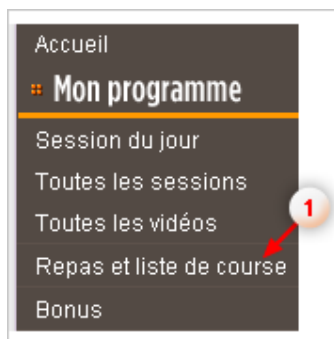 Accueil
Mon programme
Session du jour
Toutes les sessions
Toutes les vidéos
1
Repas et liste de course
Bonus